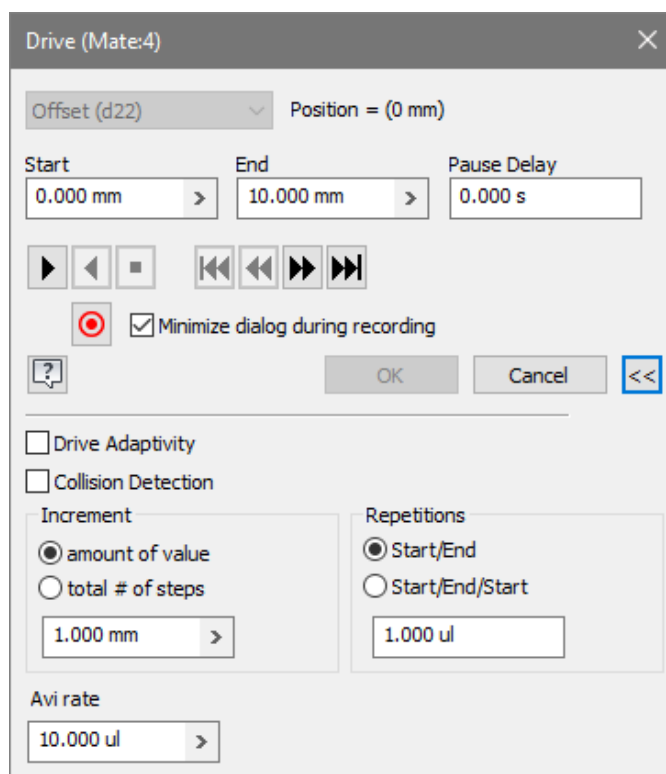 Drive (Mate:4)
Offset (d22) Position = (0 mm)
Start End Pause Delay
0.000 mm 10.000 mm 0.000 s
Minimize dialog during recording
OK Cancel <<
Drive Adaptivity
Collision Detection
Increment Repetitions
amount of value Start/End
total # of steps Start/End/Start
1.000 mm 1.000 ul
Avi rate
10.000 ul